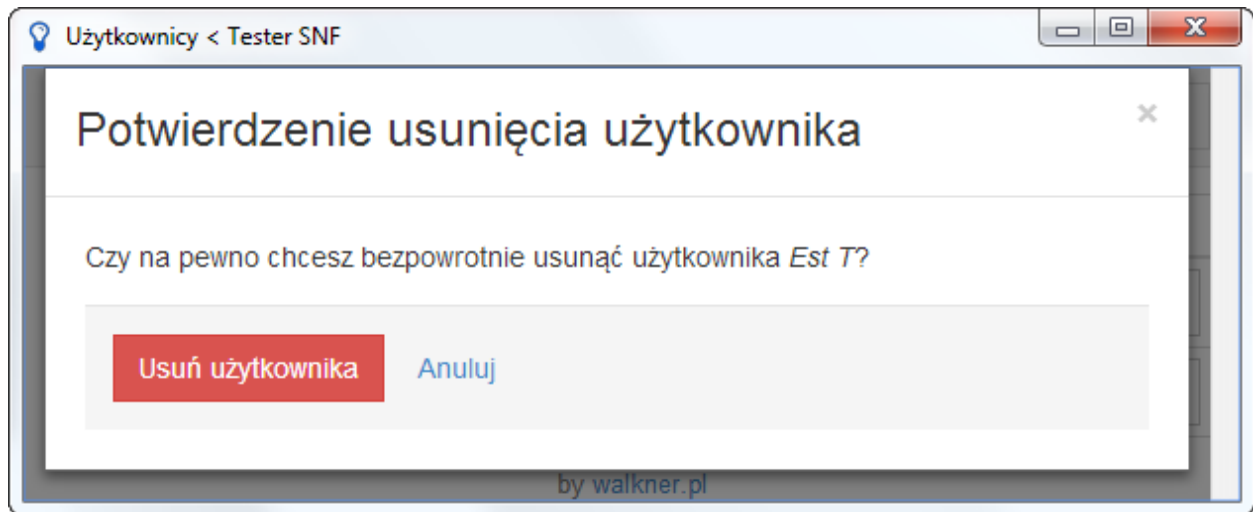 Użytkownicy < Tester SNF
Potwierdzenie usunięcia użytkownika
×
Czy na pewno chcesz bezpowrotnie usunąć użytkownika Est T?
Usuń użytkownika Anuluj
by walkner.pl